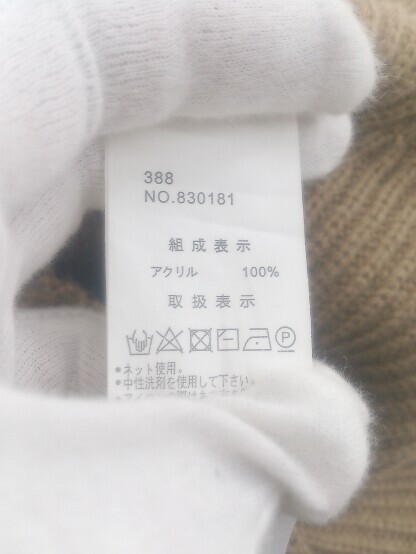 388
NO.830181
組成表示
アクリル 100%
取扱表示
P
•ネット使用。
•中性洗剤を使用して下さい。